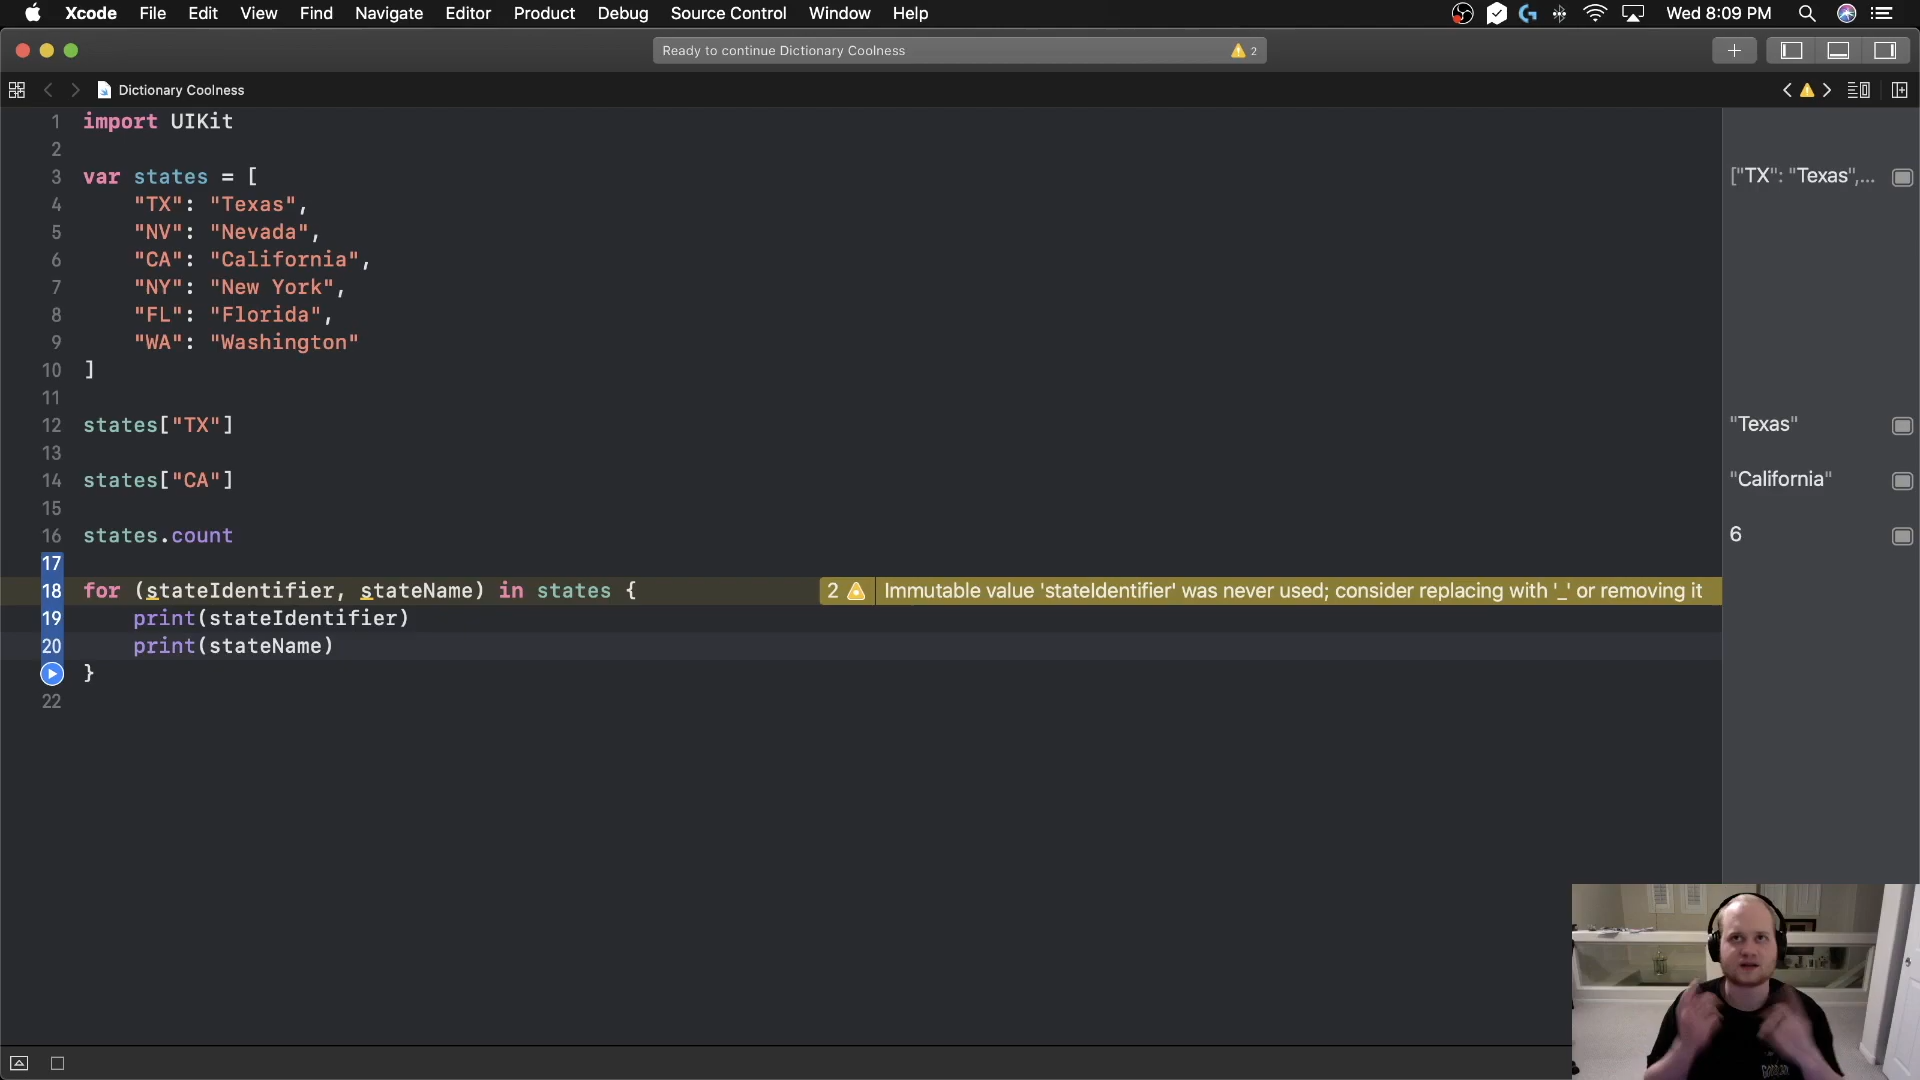 Xcode File Edit View Find Navigate Editor Product Debug Source Control Window Help Wed 8:09 PM
Ready to continue Dictionary Coolness 2
Dictionary Coolness
1 import UIKit
2
3 var states = [ ["TX": "Texas",...
4 "TX": "Texas",
5 "NV": "Nevada",
6 "CA": "California",
7 "NY": "New York",
8 "FL": "Florida",
9 "WA": "Washington"
10 ]
11
12 states["TX"] "Texas"
13
14 states["CA"] "California"
15
16 states.count 6
17
18 for (stateIdentifier, stateName) in states { 2 Immutable value 'stateIdentifier' was never used; consider replacing with '_' or removing it
19 print(stateIdentifier)
20 print(stateName)
}
22